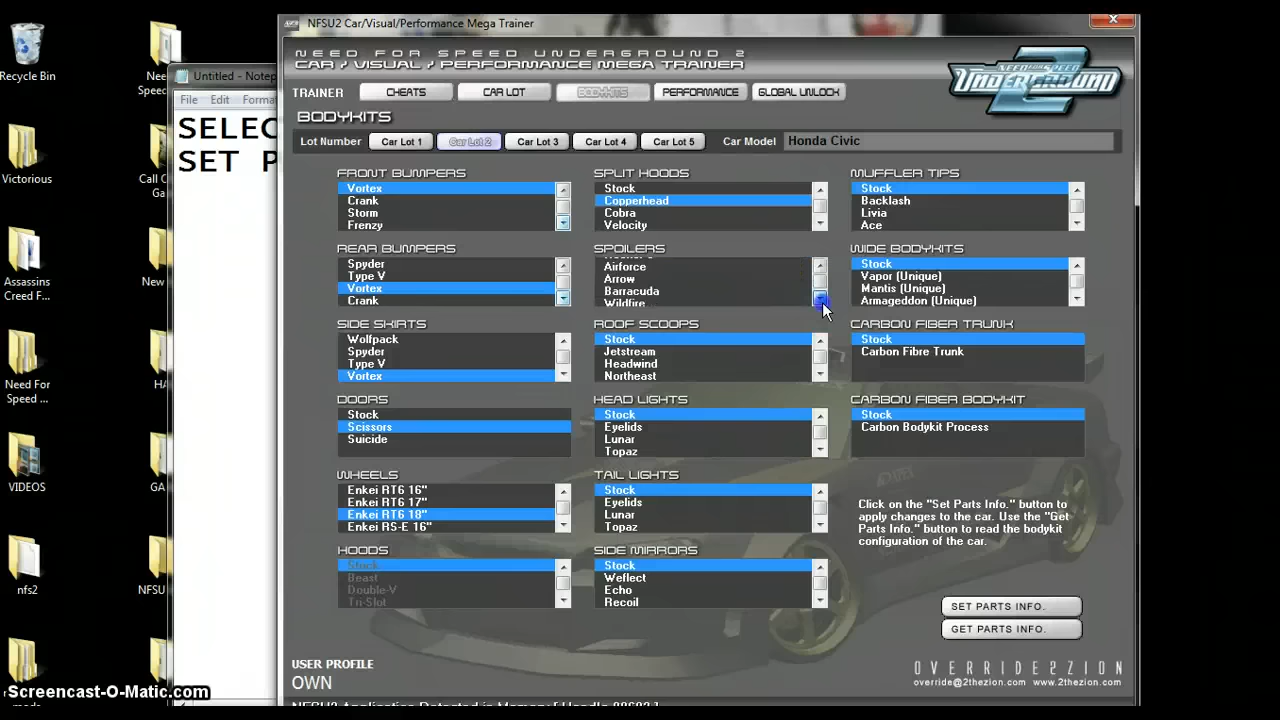 NFSU2 Car/Visual/Performance Mega Trainer
NEED FOR SPEED UNDERGROUND 2
CAR / VISUAL / PERFORMANCE MEGA TRAINER
NEED FOR SPEED
UNDERGROUND
2
TRAINER
CHEATS
CAR LOT
BODYKITS
PERFORMANCE
GLOBAL UNLOCK
BODYKITS
Lot Number
Car Lot 1
Car Lot 2
Car Lot 3
Car Lot 4
Car Lot 5
Car Model
Honda Civic
FRONT BUMPERS
Vortex
Crank
Storm
Frenzy
REAR BUMPERS
Spyder
Type V
Vortex
Crank
SIDE SKIRTS
Wolfpack
Spyder
Type V
Vortex
DOORS
Stock
Scissors
Suicide
WHEELS
Enkei RT6 16"
Enkei RT6 17"
Enkei RT6 18"
Enkei RS-E 16"
HOODS
Stock
Beast
Double-V
Tri-Slot
SPLIT HOODS
Stock
Copperhead
Cobra
Velocity
SPOILERS
Airforce
Arrow
Barracuda
Wildfire
ROOF SCOOPS
Stock
Jetstream
Headwind
Northeast
HEAD LIGHTS
Stock
Eyelids
Lunar
Topaz
TAIL LIGHTS
Stock
Eyelids
Lunar
Topaz
SIDE MIRRORS
Stock
Weflect
Echo
Recoil
MUFFLER TIPS
Stock
Backlash
Livia
Ace
WIDE BODYKITS
Stock
Vapor (Unique)
Mantis (Unique)
Armageddon (Unique)
CARBON FIBER TRUNK
Stock
Carbon Fibre Trunk
CARBON FIBER BODYKIT
Stock
Carbon Bodykit Process
Click on the "Set Parts Info." button to
apply changes to the car. Use the "Get
Parts Info." button to read the bodykit
configuration of the car.
SET PARTS INFO.
GET PARTS INFO.
USER PROFILE
OWN
OVERRIDE2ZION
override@2thezion.com www.2thezion.com
Untitled - Notep
File Edit Format
SELEC
SET P
Recycle Bin
Victorious
Assassins
Creed F...
Need For
Speed ...
VIDEOS
nfs2
Nee
Speed
Call C
Ga
New
HA
GA
NFSU
Screencast-O-Matic.com